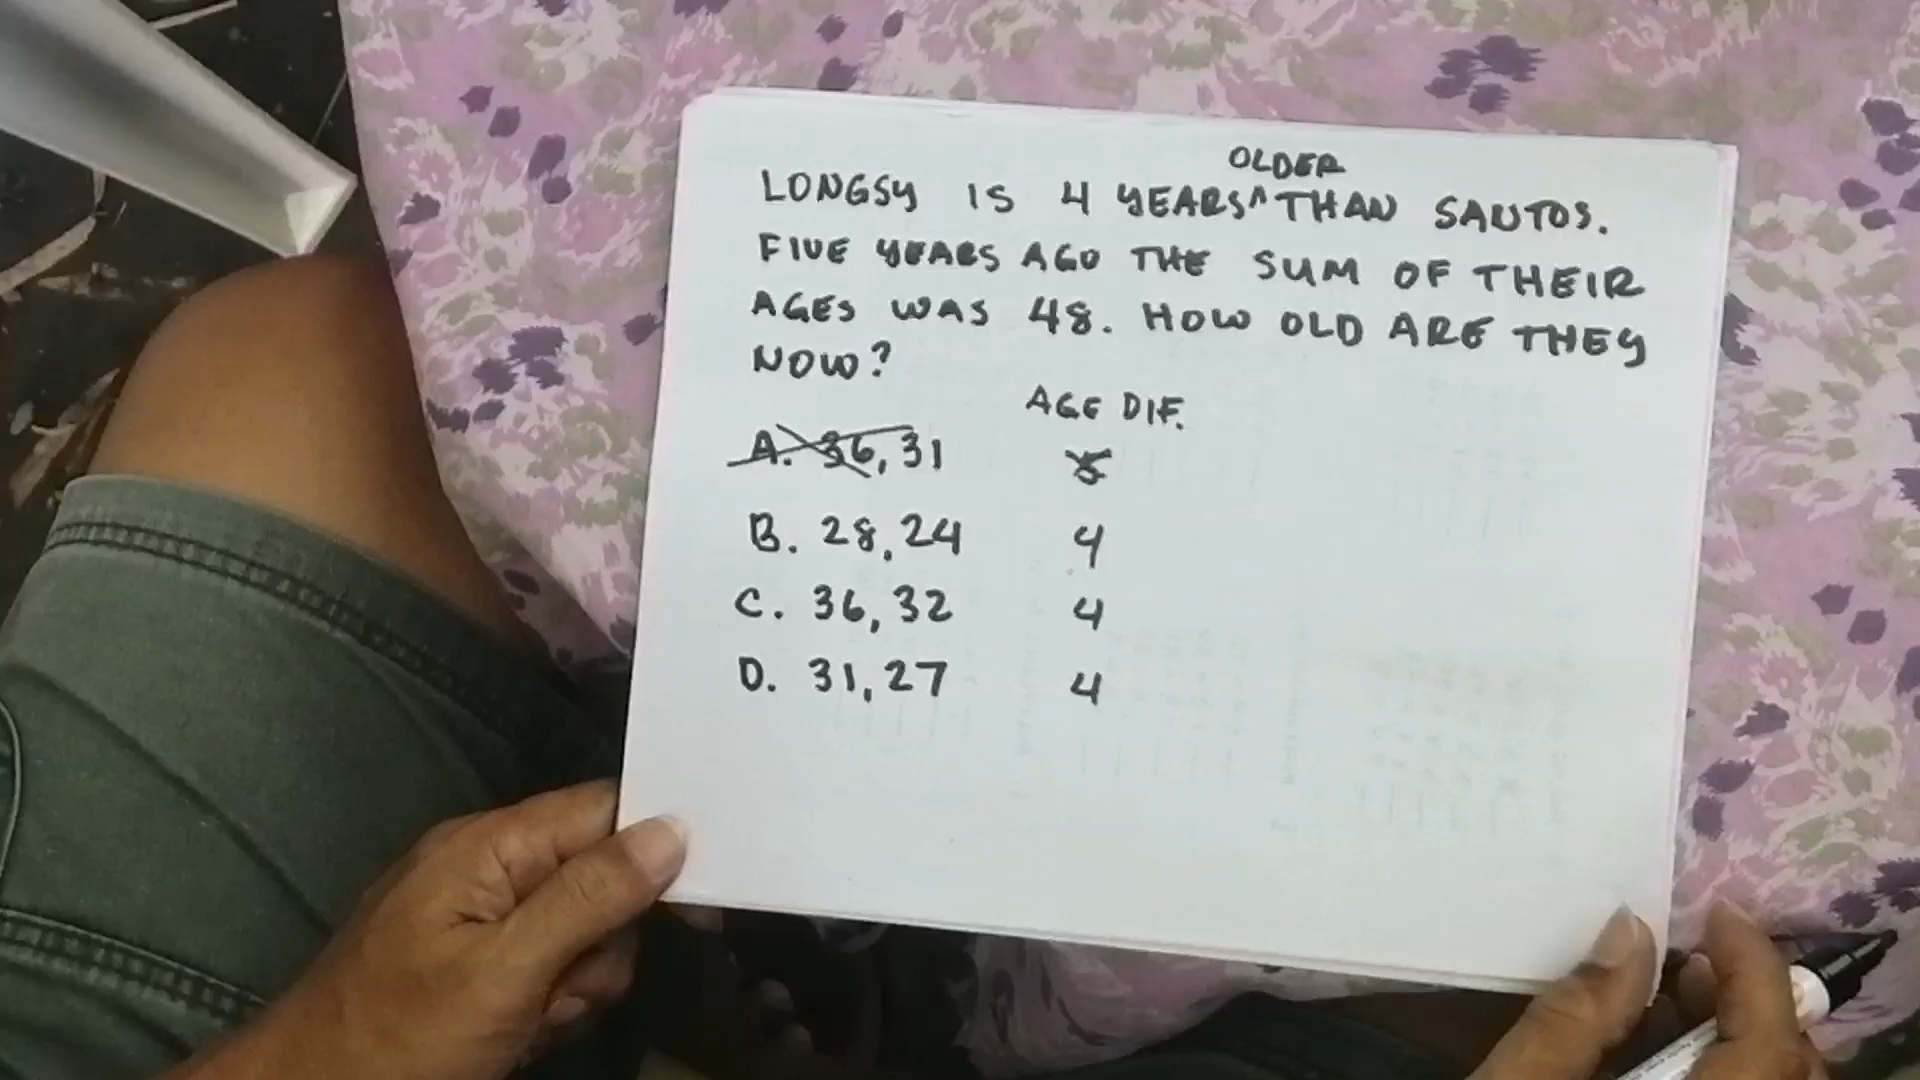 OLDER
LONGSY IS 4 YEARS^THAN SANTOS.
FIVE YEARS AGO THE SUM OF THEIR
AGES WAS 48. HOW OLD ARE THEY
NOW?
AGE DIF.
A. 36, 31 5
B. 28, 24 4
C. 36, 32 4
D. 31, 27 4